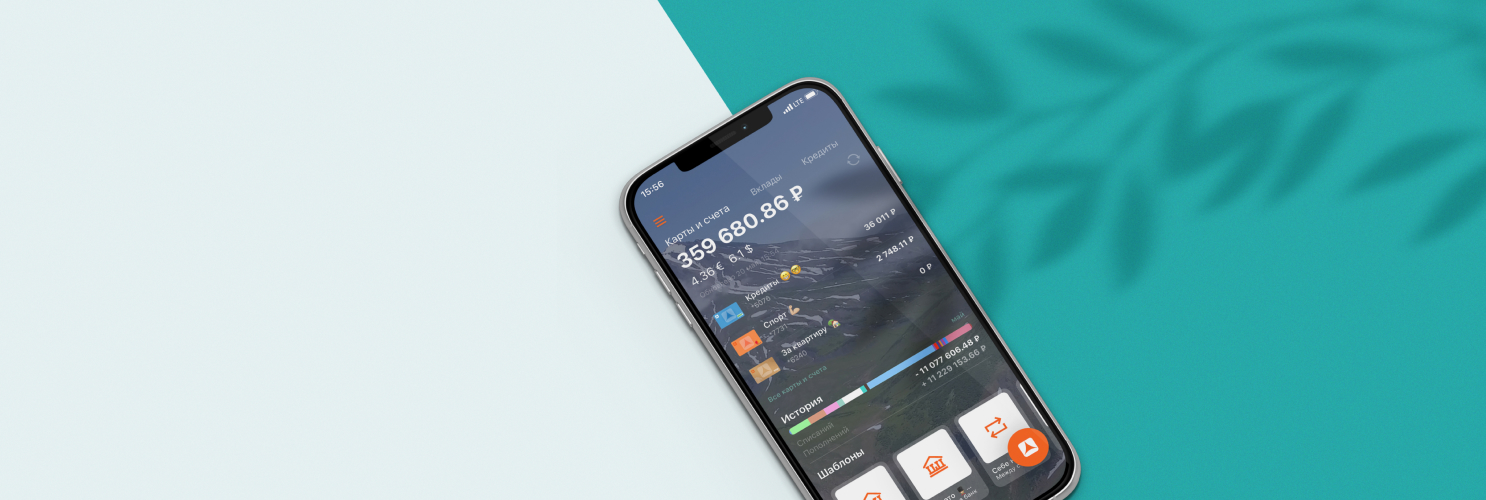 15:56
LTE
Карты и счета
Вклады
Кредиты
359 680.86 ₽
4.36 € 6.1 $
Кредиты 🤑🤑
*6076
36 011 ₽
Спорт 💪🏼
*7731
2 748.11 ₽
За квартиру 🏡
*6240
0 ₽
Все карты и счета
май
История
Списаний
- 11 077 606.48 ₽
Пополнений
+ 11 229 153.66 ₽
Шаблоны
Себе
Между
банк